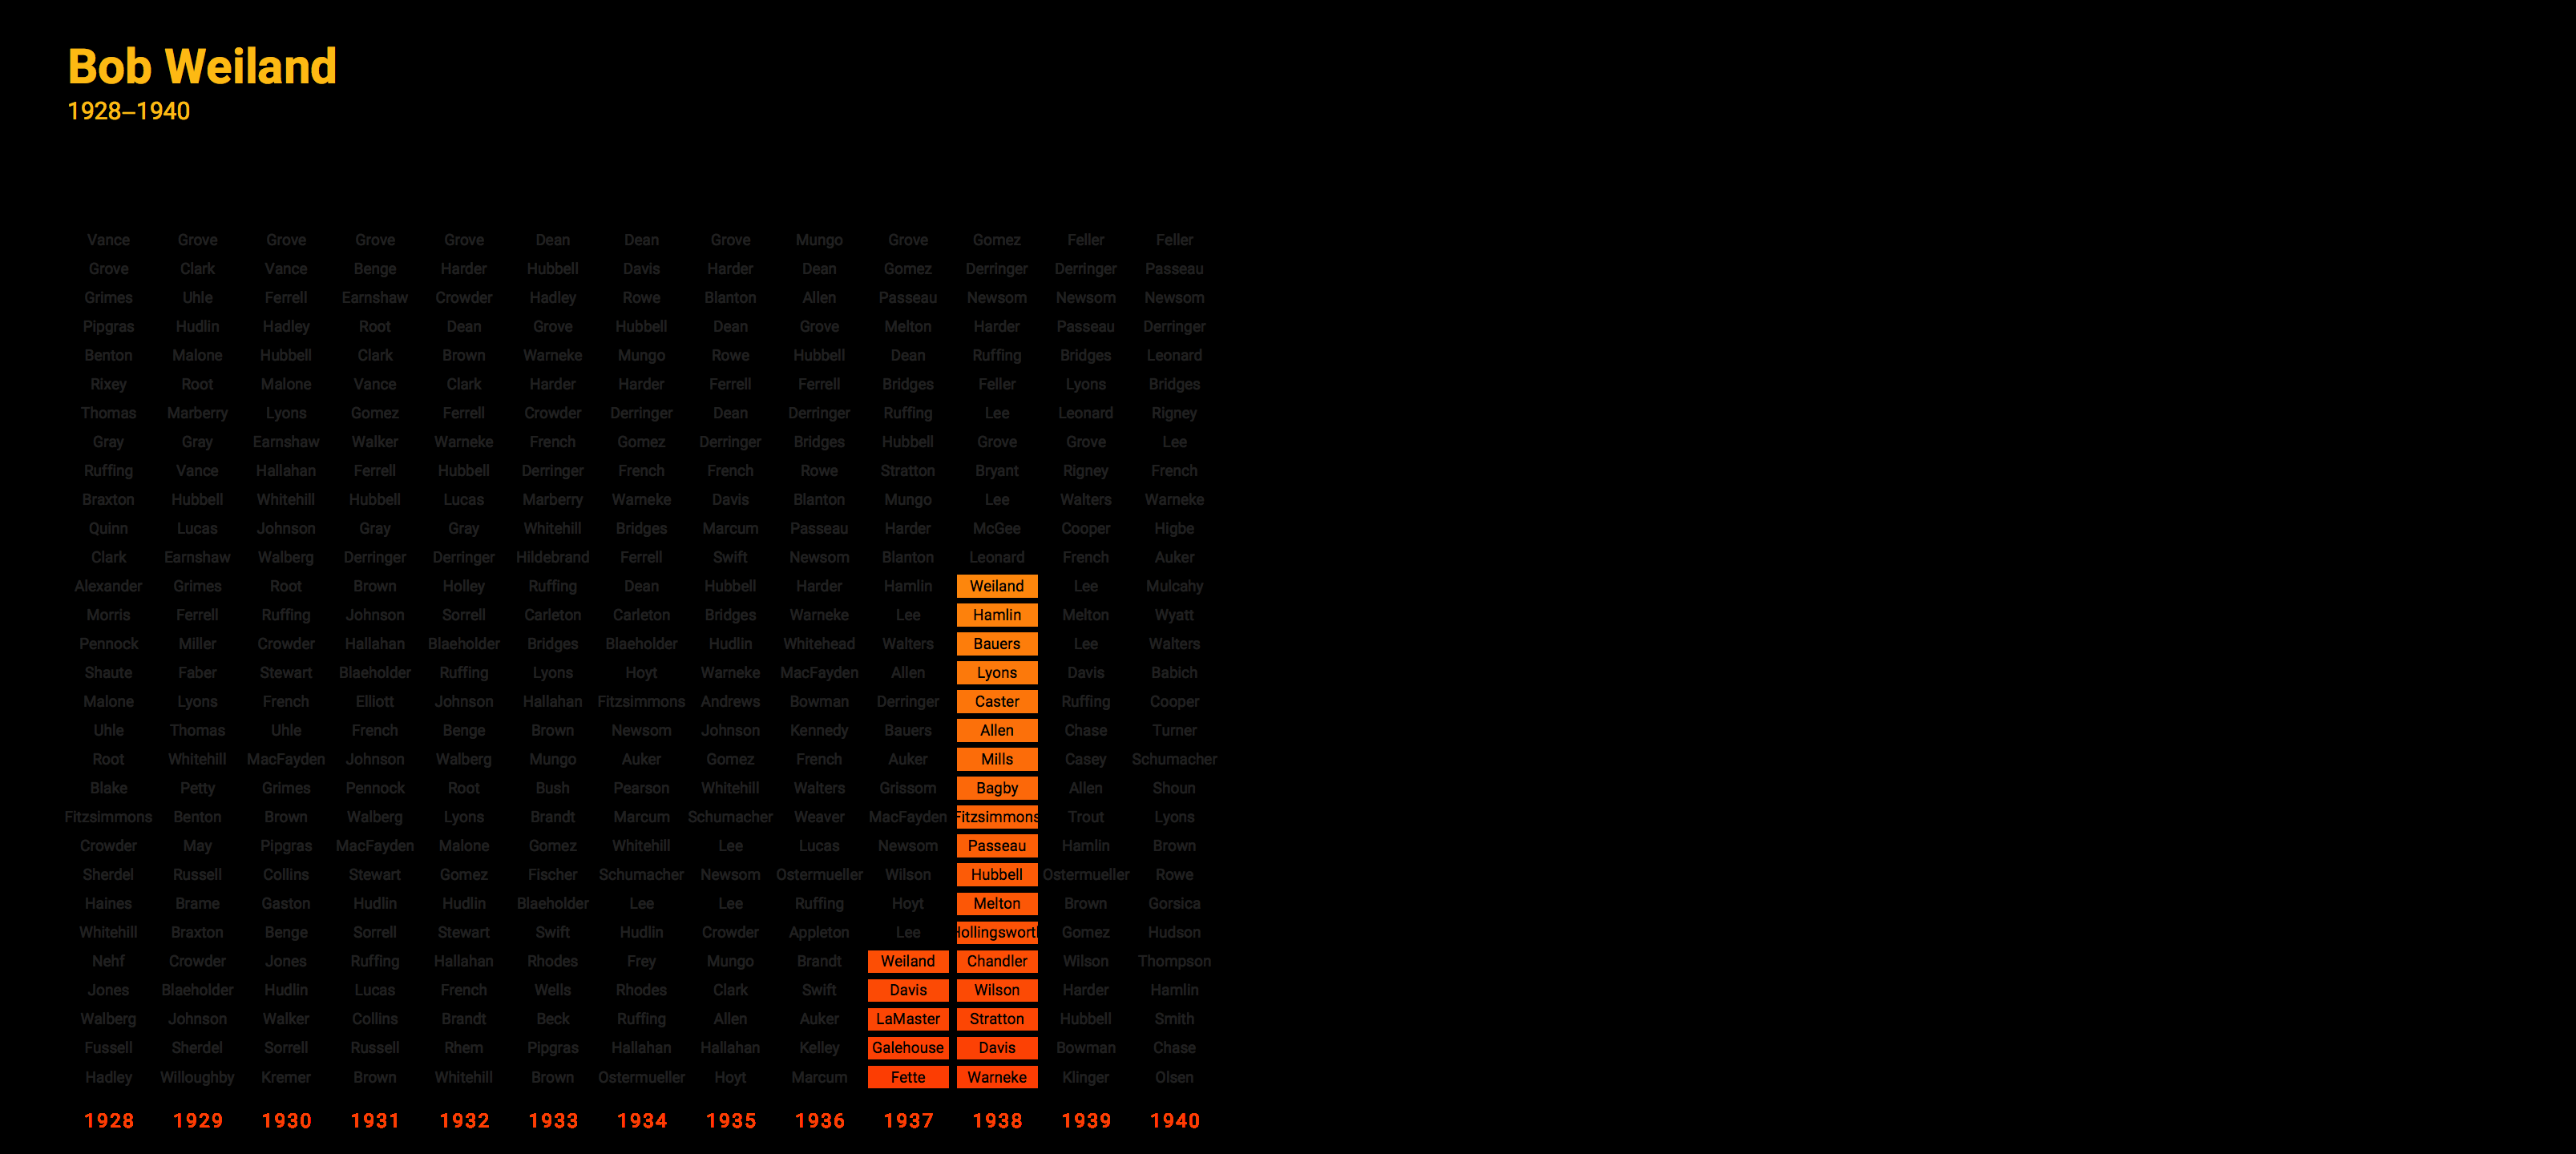 Bob Weiland
1928–1940
Vance Grove Grove Grove Grove Dean Dean Grove Mungo Grove Gomez Feller Feller
Grove Clark Vance Benge Harder Hubbell Davis Harder Dean Gomez Derringer Derringer Passeau
Grimes Uhle Ferrell Earnshaw Crowder Hadley Rowe Blanton Allen Passeau Newsom Newsom Newsom
Pipgras Hudlin Hadley Root Dean Grove Hubbell Dean Grove Melton Harder Passeau Derringer
Benton Malone Hubbell Clark Brown Warneke Mungo Rowe Hubbell Dean Ruffing Bridges Leonard
Rixey Root Malone Vance Clark Harder Harder Ferrell Ferrell Bridges Feller Lyons Bridges
Thomas Marberry Lyons Gomez Ferrell Crowder Derringer Dean Derringer Ruffing Lee Leonard Rigney
Gray Gray Earnshaw Walker Warneke French Gomez Derringer Bridges Hubbell Grove Grove Lee
Ruffing Vance Hallahan Ferrell Hubbell Derringer French French Rowe Stratton Bryant Rigney French
Braxton Hubbell Whitehill Hubbell Lucas Marberry Warneke Davis Blanton Mungo Lee Walters Warneke
Quinn Lucas Johnson Gray Gray Whitehill Bridges Marcum Passeau Harder McGee Cooper Higbe
Clark Earnshaw Walberg Derringer Derringer Hildebrand Ferrell Swift Newsom Blanton Leonard French Auker
Alexander Grimes Root Brown Holley Ruffing Dean Hubbell Harder Hamlin Weiland Lee Mulcahy
Morris Ferrell Ruffing Johnson Sorrell Carleton Carleton Bridges Warneke Lee Hamlin Melton Wyatt
Pennock Miller Crowder Hallahan Blaeholder Bridges Blaeholder Hudlin Whitehead Walters Bauers Lee Walters
Shaute Faber Stewart Blaeholder Ruffing Lyons Hoyt Warneke MacFayden Allen Lyons Davis Babich
Malone Lyons French Elliott Johnson Hallahan Fitzsimmons Andrews Bowman Derringer Caster Ruffing Cooper
Uhle Thomas Uhle French Benge Brown Newsom Johnson Kennedy Bauers Allen Chase Turner
Root Whitehill MacFayden Johnson Walberg Mungo Auker Gomez French Auker Mills Casey Schumacher
Blake Petty Grimes Pennock Root Bush Pearson Whitehill Walters Grissom Bagby Allen Shoun
Fitzsimmons Benton Brown Walberg Lyons Brandt Marcum Schumacher Weaver MacFayden Fitzsimmons Trout Lyons
Crowder May Pipgras MacFayden Malone Gomez Whitehill Lee Lucas Newsom Passeau Hamlin Brown
Sherdel Russell Collins Stewart Gomez Fischer Schumacher Newsom Ostermueller Wilson Hubbell Ostermueller Rowe
Haines Brame Gaston Hudlin Hudlin Blaeholder Lee Lee Ruffing Hoyt Melton Brown Gorsica
Whitehill Braxton Benge Sorrell Stewart Swift Hudlin Crowder Appleton Lee Hollingsworth Gomez Hudson
Nehf Crowder Jones Ruffing Hallahan Rhodes Frey Mungo Brandt Weiland Chandler Wilson Thompson
Jones Blaeholder Hudlin Lucas French Wells Rhodes Clark Swift Davis Wilson Harder Hamlin
Walberg Johnson Walker Collins Brandt Beck Ruffing Allen Auker LaMaster Stratton Hubbell Smith
Fussell Sherdel Sorrell Russell Rhem Pipgras Hallahan Hallahan Kelley Galehouse Davis Bowman Chase
Hadley Willoughby Kremer Brown Whitehill Brown Ostermueller Hoyt Marcum Fette Warneke Klinger Olsen
1928 1929 1930 1931 1932 1933 1934 1935 1936 1937 1938 1939 1940